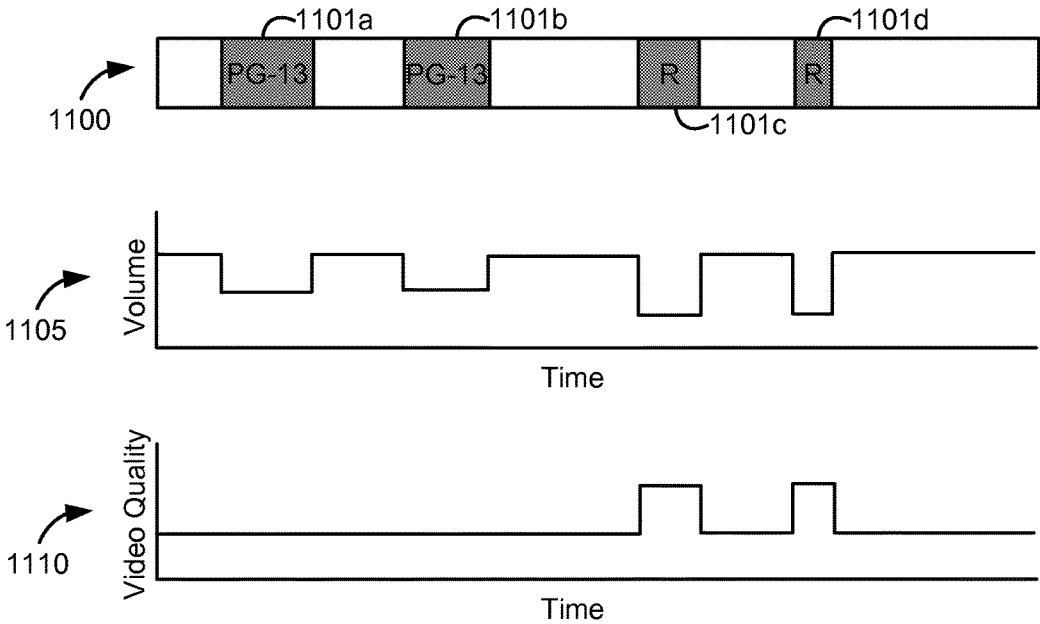 1101a
1101b
1101d
PG-13
PG-13
R
R
1100
1101c
Volume
1105
Time
Video Quality
1110
Time